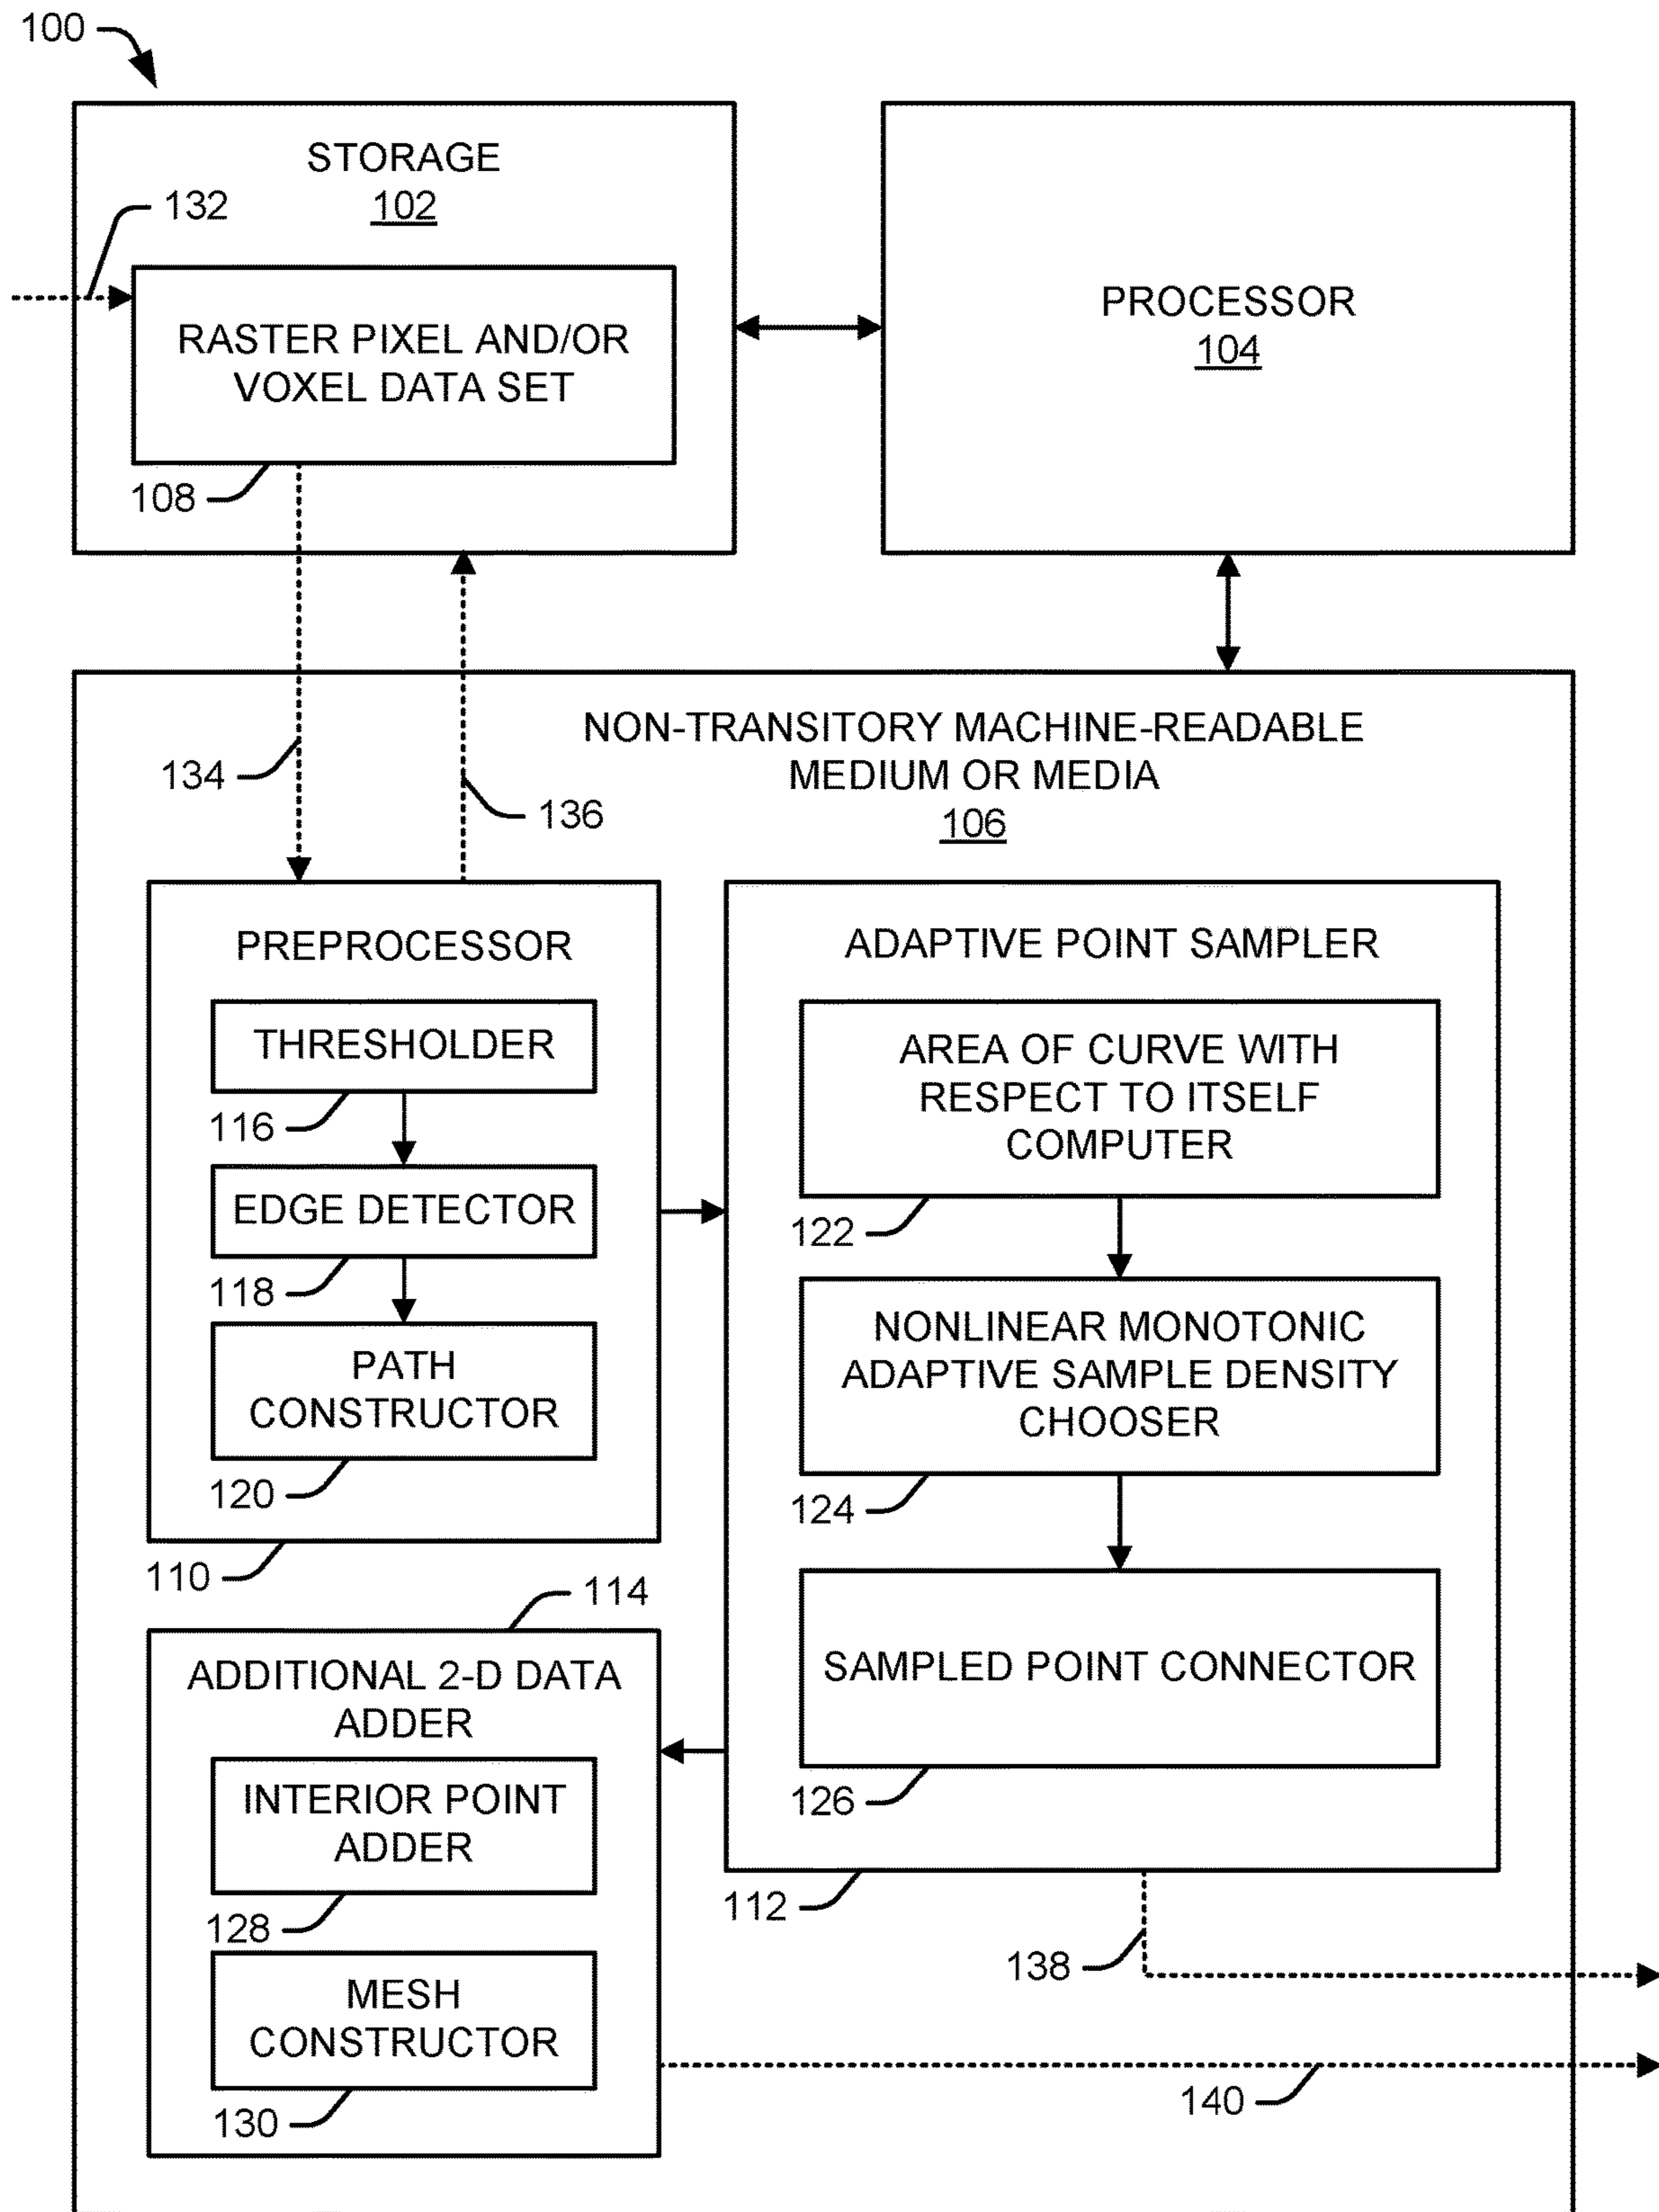 100
STORAGE
102
132
RASTER PIXEL AND/OR
VOXEL DATA SET
108
PROCESSOR
104
134
136
NON-TRANSITORY MACHINE-READABLE
MEDIUM OR MEDIA
106
PREPROCESSOR
THRESHOLDER
116
EDGE DETECTOR
118
PATH
CONSTRUCTOR
120
110
ADAPTIVE POINT SAMPLER
AREA OF CURVE WITH
RESPECT TO ITSELF
COMPUTER
122
NONLINEAR MONOTONIC
ADAPTIVE SAMPLE DENSITY
CHOOSER
124
SAMPLED POINT CONNECTOR
126
112
114
ADDITIONAL 2-D DATA
ADDER
INTERIOR POINT
ADDER
128
MESH
CONSTRUCTOR
130
138
140